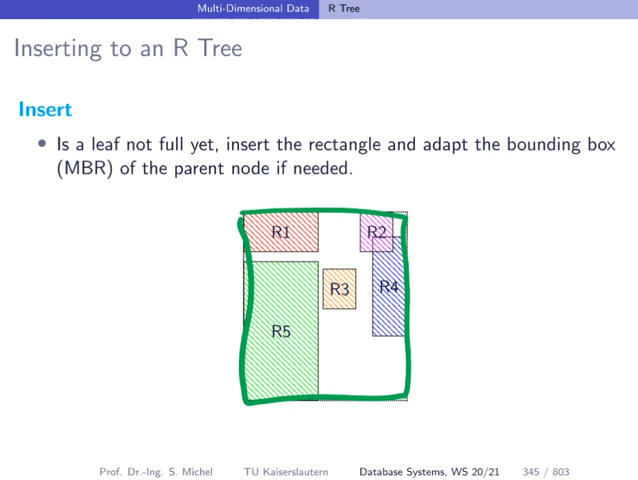 Multi-Dimensional Data R Tree
Inserting to an R Tree
Insert
• Is a leaf not full yet, insert the rectangle and adapt the bounding box
(MBR) of the parent node if needed.
R1 R2
R3 R4
R5
Prof. Dr.-Ing. S. Michel TU Kaiserslautern Database Systems, WS 20/21 345 / 803